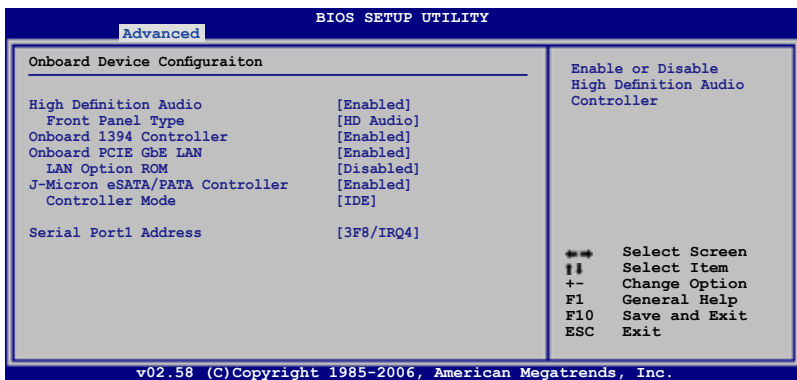 BIOS SETUP UTILITY
Advanced
Onboard Device Configuraiton
High Definition Audio [Enabled]
Front Panel Type [HD Audio]
Onboard 1394 Controller [Enabled]
Onboard PCIE GbE LAN [Enabled]
LAN Option ROM [Disabled]
J-Micron eSATA/PATA Controller [Enabled]
Controller Mode [IDE]
Serial Port1 Address [3F8/IRQ4]
Enable or Disable
High Definition Audio
Controller
←→ Select Screen
↑↓ Select Item
+- Change Option
F1 General Help
F10 Save and Exit
ESC Exit
v02.58 (C)Copyright 1985-2006, American Megatrends, Inc.